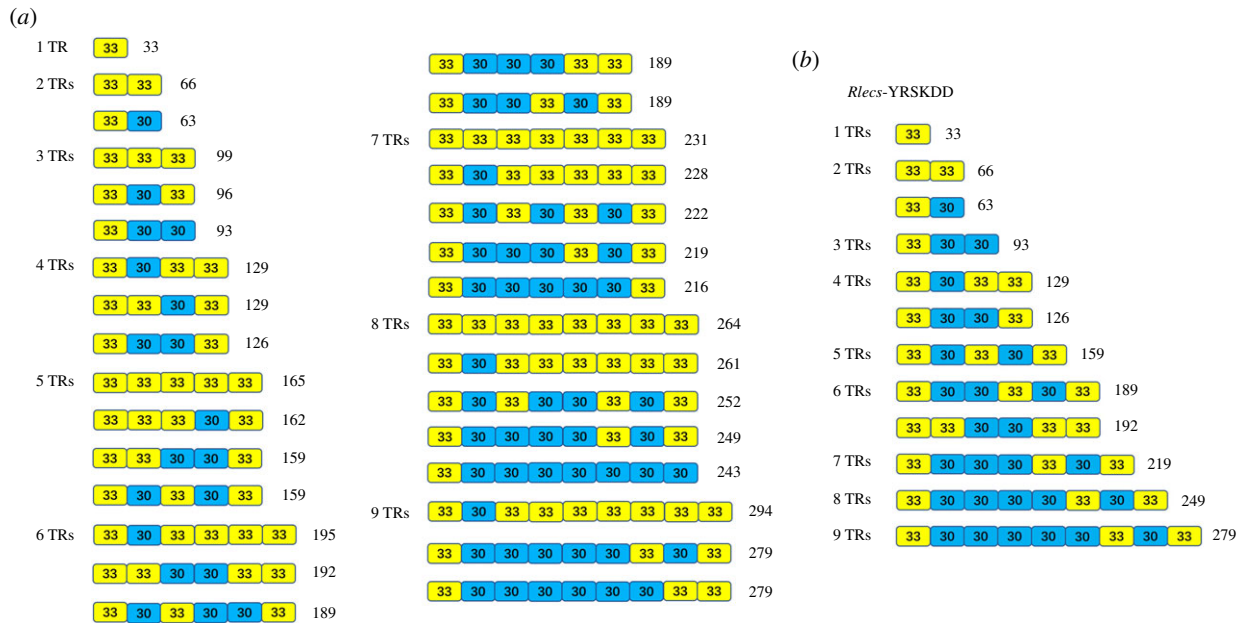 (a)
1 TR 33 33
2 TRs 33 33 66
33 30 63
3 TRs 33 33 33 99
33 30 33 96
33 30 30 93
4 TRs 33 30 33 33 129
33 33 30 33 129
33 30 30 33 126
5 TRs 33 33 33 33 33 165
33 33 33 30 33 162
33 33 30 30 33 159
33 30 33 30 33 159
6 TRs 33 30 33 33 33 33 195
33 33 30 30 33 33 192
33 30 33 30 30 33 189
33 30 30 30 33 33 189
33 30 30 33 30 33 189
7 TRs 33 33 33 33 33 33 33 231
33 30 33 33 33 33 33 228
33 30 33 30 33 30 33 222
33 30 30 30 33 30 33 219
33 30 30 30 30 30 33 216
8 TRs 33 33 33 33 33 33 33 33 264
33 30 33 33 33 33 33 33 261
33 30 33 30 30 33 30 33 252
33 30 30 30 30 33 30 33 249
33 30 30 30 30 30 30 30 243
9 TRs 33 30 33 33 33 33 33 33 33 294
33 30 30 30 30 30 33 30 33 279
33 30 30 30 30 30 30 33 33 279
(b)
Rlecs-YRSKDD
1 TRs 33 33
2 TRs 33 33 66
33 30 63
3 TRs 33 30 30 93
4 TRs 33 30 33 33 129
33 30 30 33 126
5 TRs 33 30 33 30 33 159
6 TRs 33 30 30 33 30 33 189
33 33 30 30 33 33 192
7 TRs 33 30 30 30 33 30 33 219
8 TRs 33 30 30 30 30 33 30 33 249
9 TRs 33 30 30 30 30 30 33 30 33 279